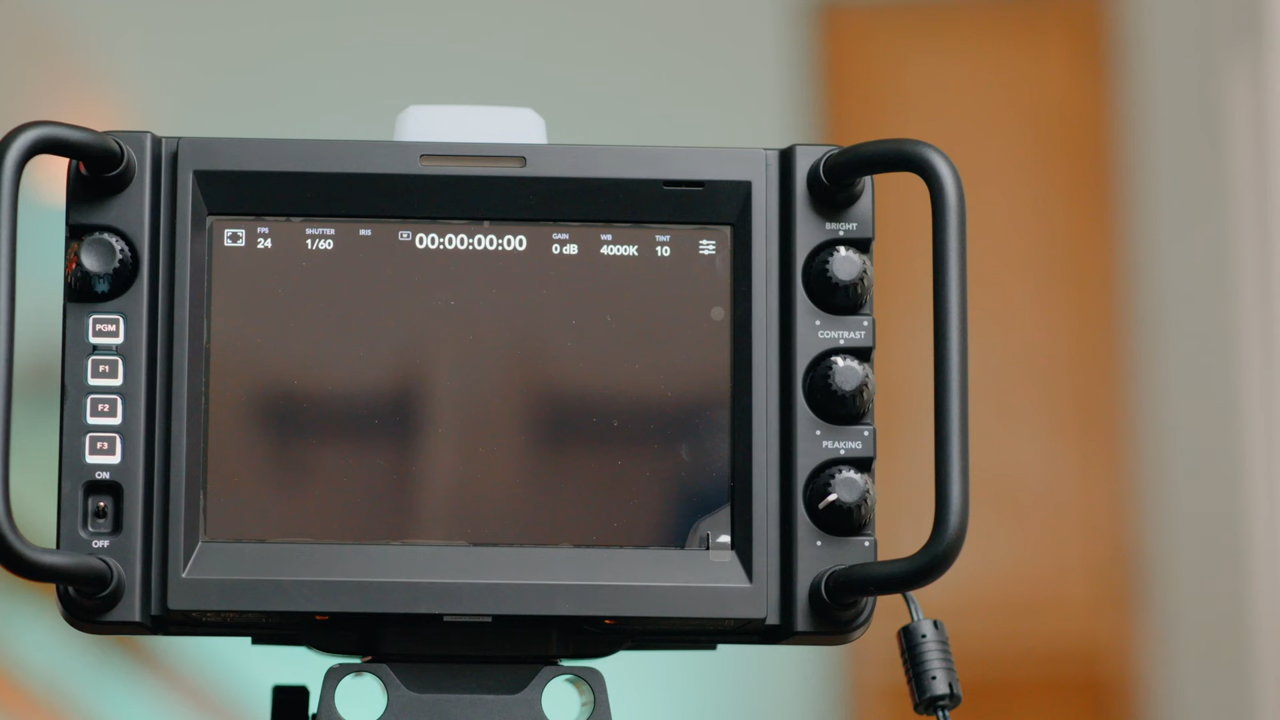 FPS SHUTTER IRIS 00:00:00:00 GAIN WB TINT
24 1/60 0 dB 4000K 10
BRIGHT
CONTRAST
PEAKING
PGM
F1
F2
F3
ON
OFF